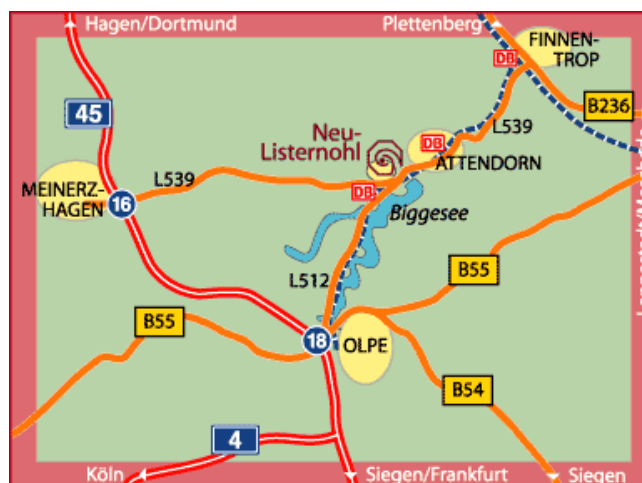 Hagen/Dortmund
Plettenberg
FINNEN-
TROP
DB
B236
45
Neu-
Listernohl
DB
L539
ATTENDORN
MEINERZ-
HAGEN
L539
16
DB
Biggesee
L512
B55
B55
18
OLPE
B54
4
Köln
Siegen/Frankfurt
Siegen